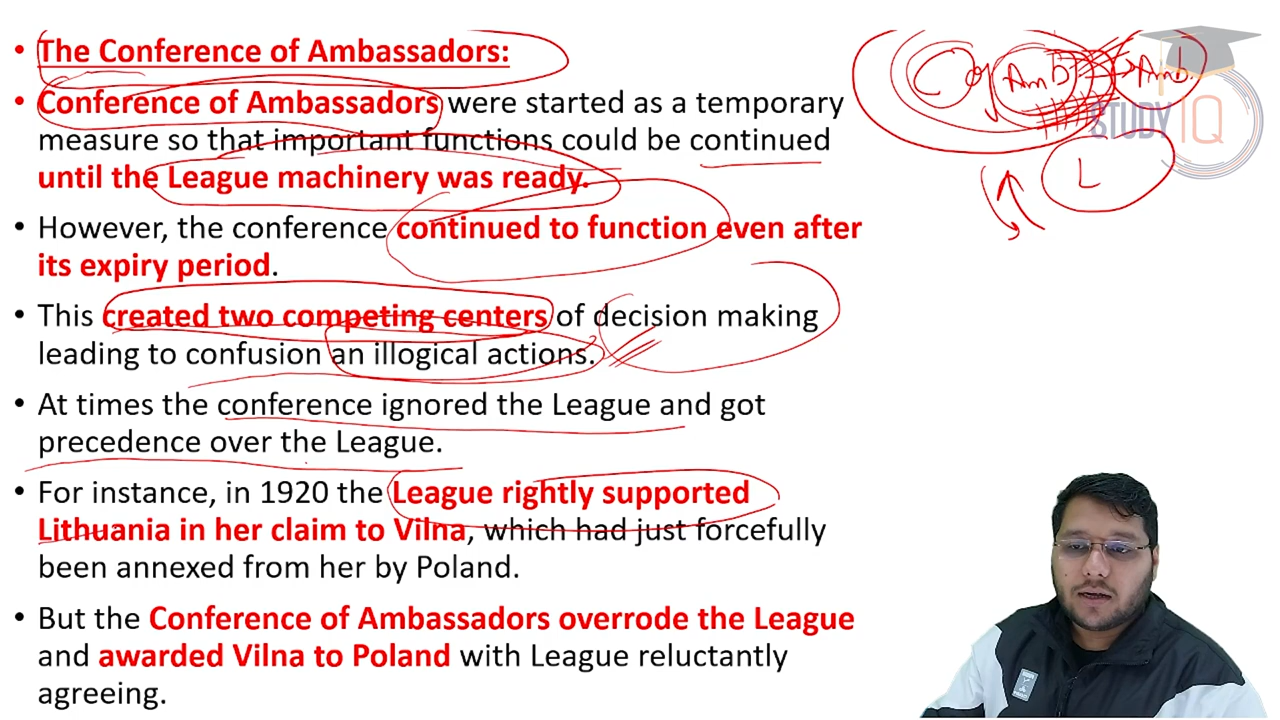 • The Conference of Ambassadors:
• Conference of Ambassadors were started as a temporary
measure so that important functions could be continued
until the League machinery was ready.
• However, the conference continued to function even after
its expiry period.
• This created two competing centers of decision making
leading to confusion an illogical actions.
• At times the conference ignored the League and got
precedence over the League.
• For instance, in 1920 the League rightly supported
Lithuania in her claim to Vilna, which had just forcefully
been annexed from her by Poland.
• But the Conference of Ambassadors overrode the League
and awarded Vilna to Poland with League reluctantly
agreeing.
C of Amb → Amb.
STUDY IQ
L